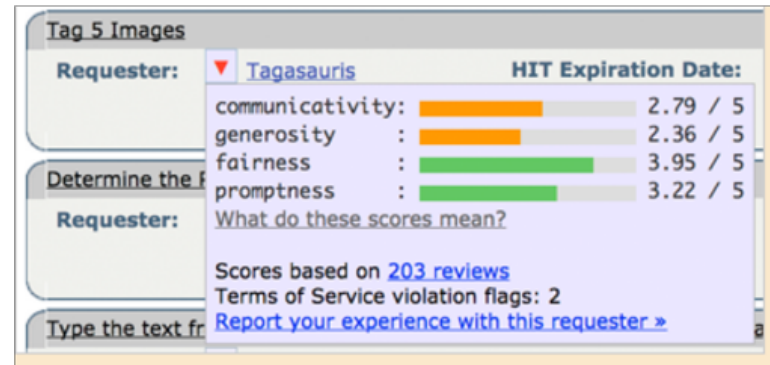 Tag 5 Images
Requester: ▼ Tagasauris HIT Expiration Date:
communicativity: 2.79 / 5
generosity : 2.36 / 5
fairness : 3.95 / 5
Determine the
promptness : 3.22 / 5
Requester: What do these scores mean?
Scores based on 203 reviews
Terms of Service violation flags: 2
Type the text fr Report your experience with this requester »